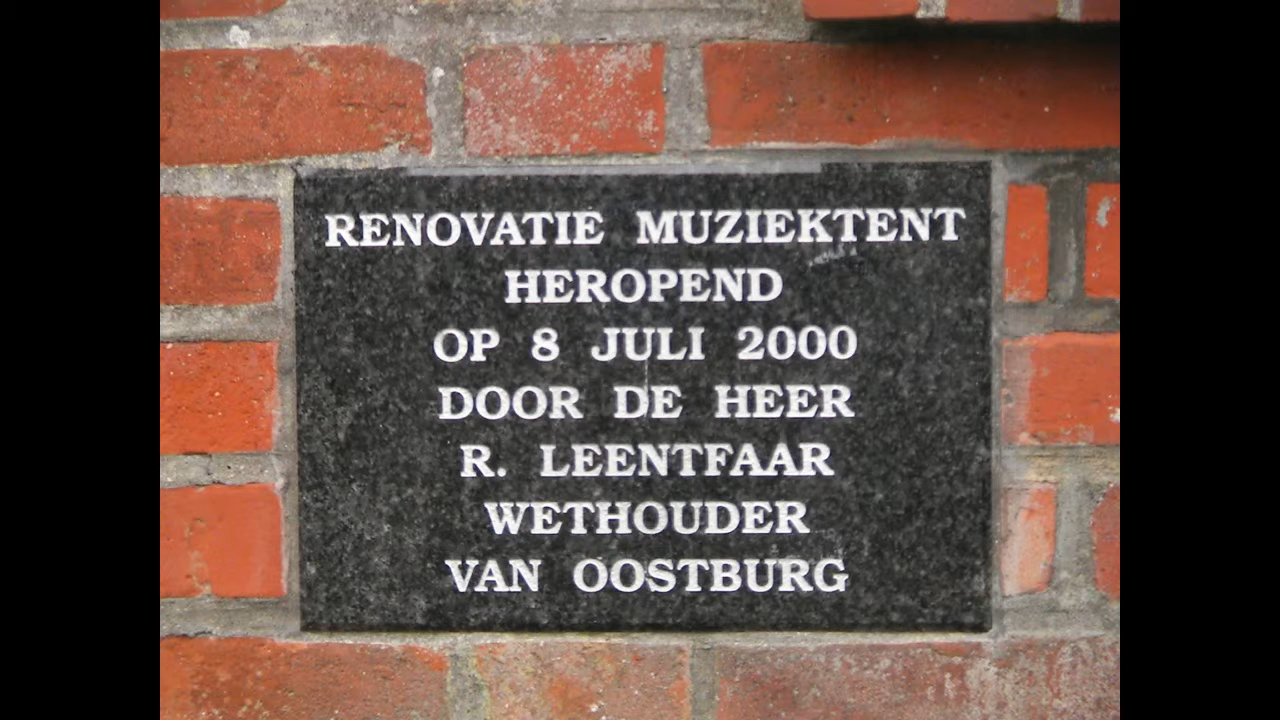 RENOVATIE MUZIEKTENT
HEROPEND
OP 8 JULI 2000
DOOR DE HEER
R. LEENTFAAR
WETHOUDER
VAN OOSTBURG